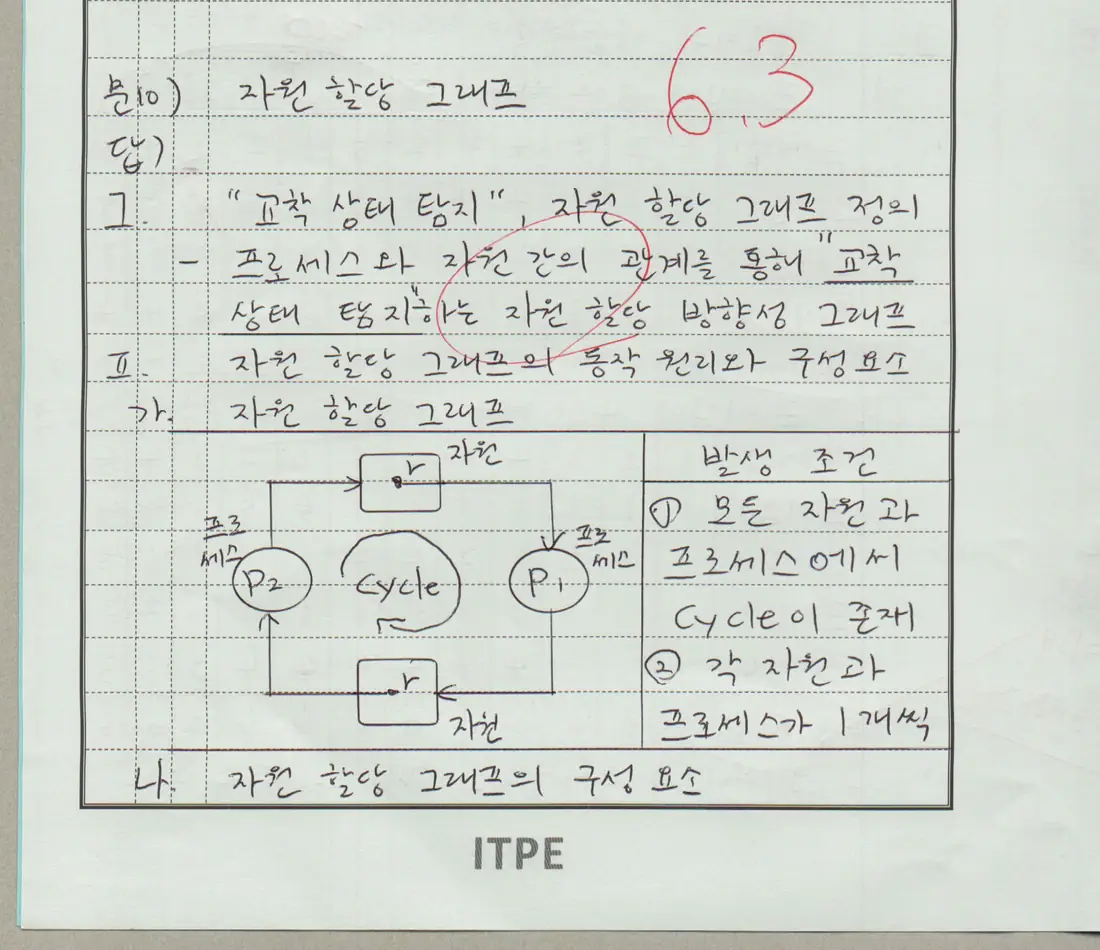 문10) 자원 할당 그래프
6.3
답)
I. "교착 상태 탐지", 자원 할당 그래프 정의
- 프로세스와 자원 간의 관계를 통해 "교착
상태 탐지"하는 자원 할당 방향성 그래프
II. 자원 할당 그래프의 동작 원리와 구성요소
가. 자원 할당 그래프
r 자원
프로
세스
P2
Cycle
프로
세스
P1
r
자원
발생 조건
① 모든 자원과
프로세스에서
Cycle이 존재
② 각 자원과
프로세스가 1개씩
나. 자원 할당 그래프의 구성요소
ITPE